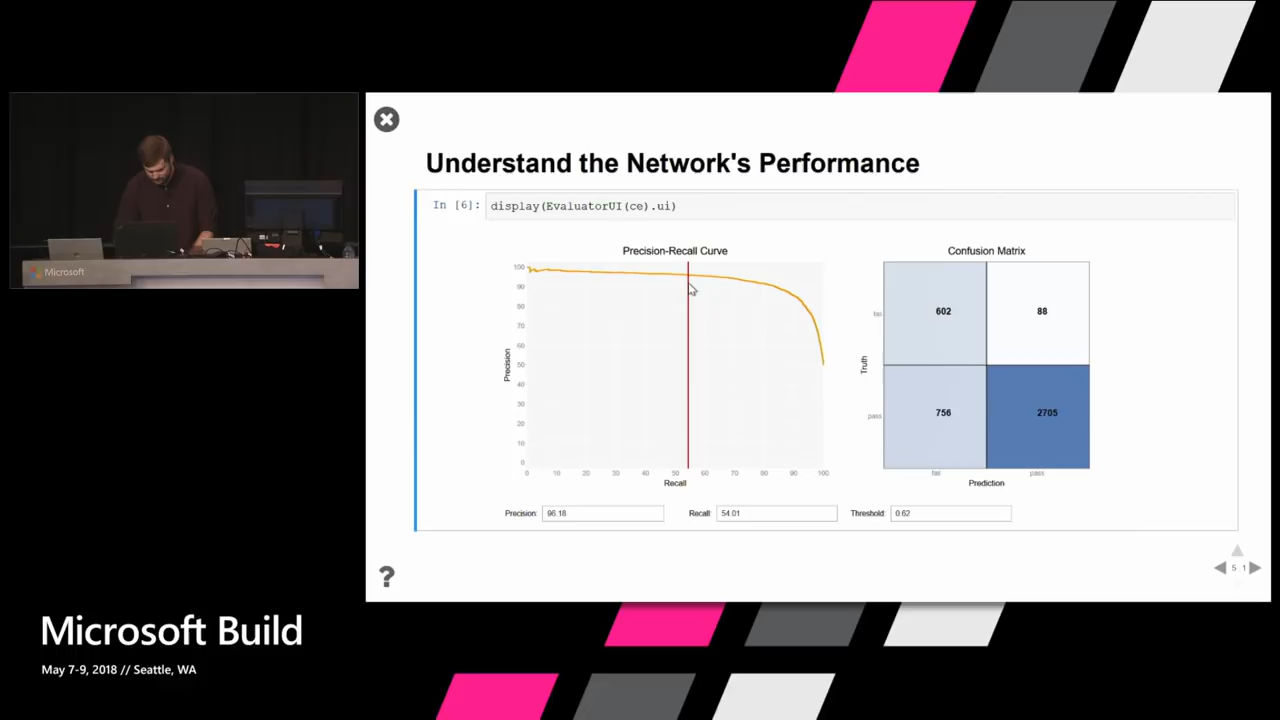 Understand the Network's Performance
In [6]: display(EvaluatorUI(ce).ui)
Precision-Recall Curve
Confusion Matrix
100
90
80
70
60
50
40
30
20
10
0
Precision
0 10 20 30 40 50 60 70 80 90 100
Recall
602 88
756 2705
Truth
pass
fail pass
Prediction
Precision: 96.18 Recall: 54.01 Threshold: 0.62
5 1
?
Microsoft
Microsoft Build
May 7-9, 2018 // Seattle, WA